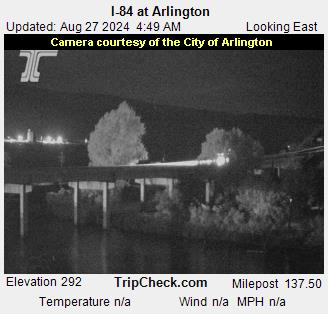 I-84 at Arlington
Updated: Aug 27 2024 4:49 AM Looking East
Camera courtesy of the City of Arlington
Elevation 292 TripCheck.com Milepost 137.50
Temperature n/a Wind n/a MPH n/a